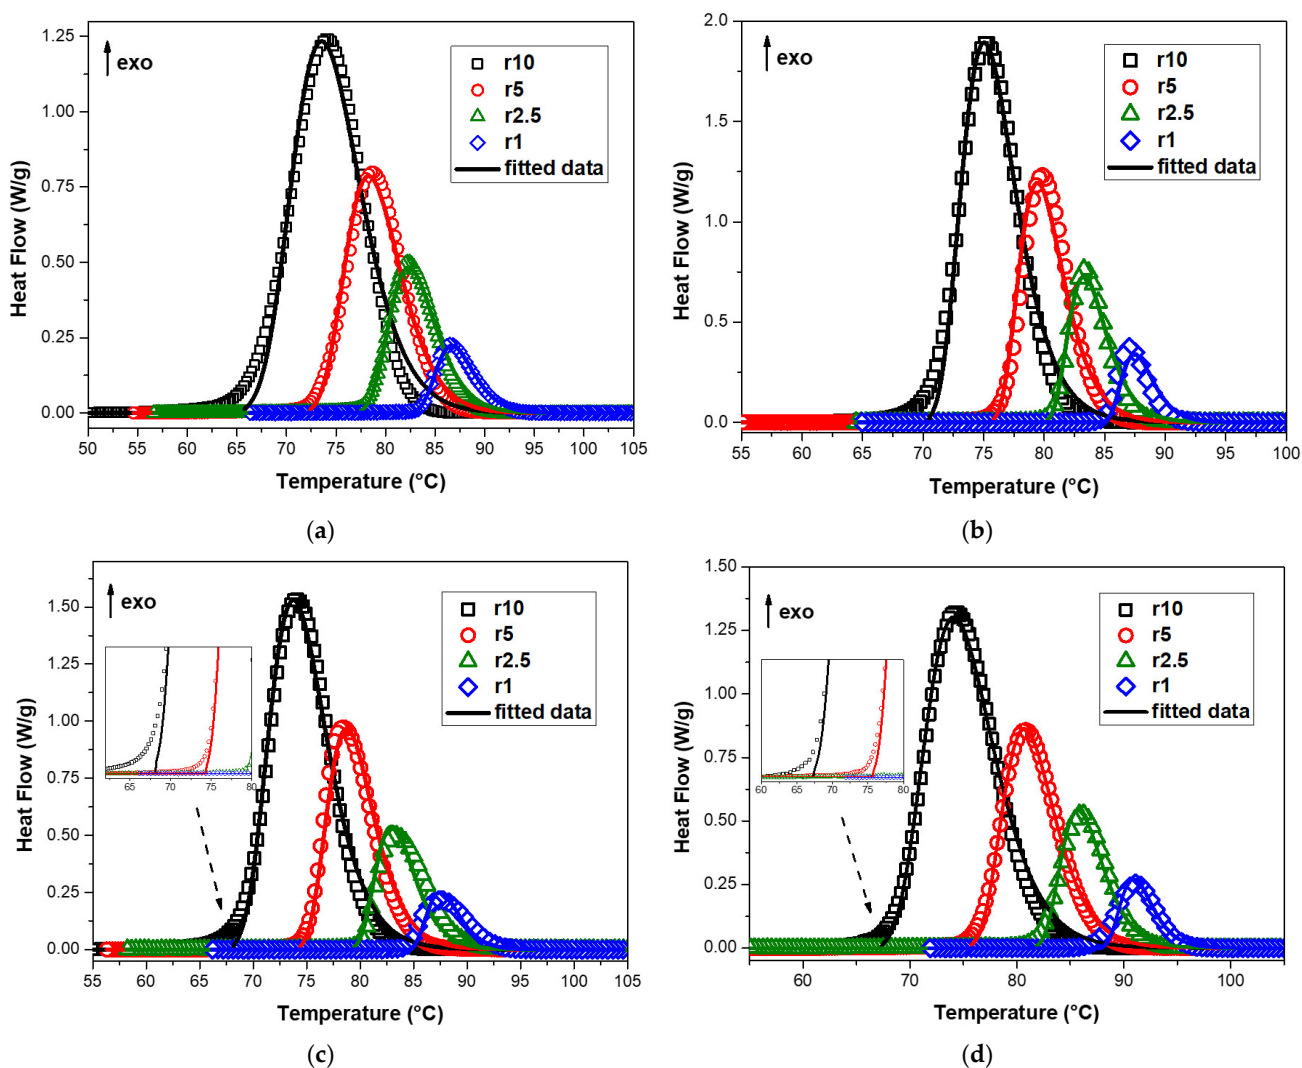 exo
r10
r5
r2.5
r1
fitted data
Heat Flow (W/g)
1.25
1.00
0.75
0.50
0.25
0.00
50 55 60 65 70 75 80 85 90 95 100 105
Temperature (°C)
(a)
exo
r10
r5
r2.5
r1
fitted data
Heat Flow (W/g)
2.0
1.5
1.0
0.5
0.0
55 60 65 70 75 80 85 90 95 100
Temperature (°C)
(b)
exo
r10
r5
r2.5
r1
fitted data
Heat Flow (W/g)
1.50
1.25
1.00
0.75
0.50
0.25
0.00
65 70 75 80
55 60 65 70 75 80 85 90 95 100 105
Temperature (°C)
(c)
exo
r10
r5
r2.5
r1
fitted data
Heat Flow (W/g)
1.50
1.25
1.00
0.75
0.50
0.25
0.00
60 65 70 75 80
60 70 80 90 100
Temperature (°C)
(d)